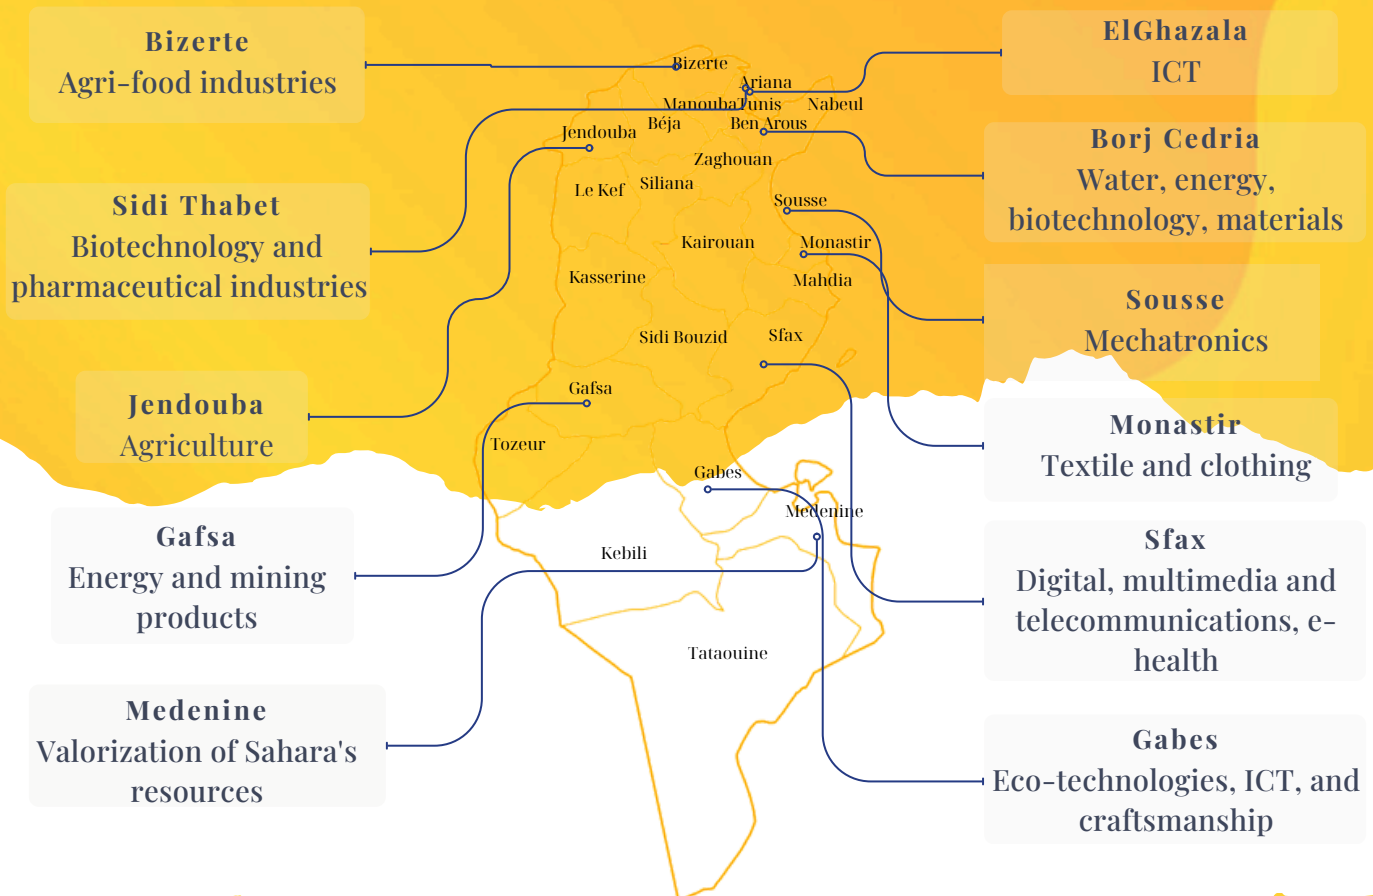 Bizerte
Agri-food industries
Sidi Thabet
Biotechnology and
pharmaceutical industries
Jendouba
Agriculture
Gafsa
Energy and mining
products
Medenine
Valorization of Sahara's
resources
Bizerte
Ariana
Manouba
Tunis
Nabeul
Béja
Ben Arous
Jendouba
Zaghouan
Siliana
Le Kef
Sousse
Kairouan
Monastir
Kasserine
Mahdia
Sidi Bouzid
Sfax
Gafsa
Tozeur
Gabes
Medenine
Kebili
Tataouine
ElGhazala
ICT
Borj Cedria
Water, energy,
biotechnology, materials
Sousse
Mechatronics
Monastir
Textile and clothing
Sfax
Digital, multimedia and
telecommunications, e-
health
Gabes
Eco-technologies, ICT, and
craftsmanship